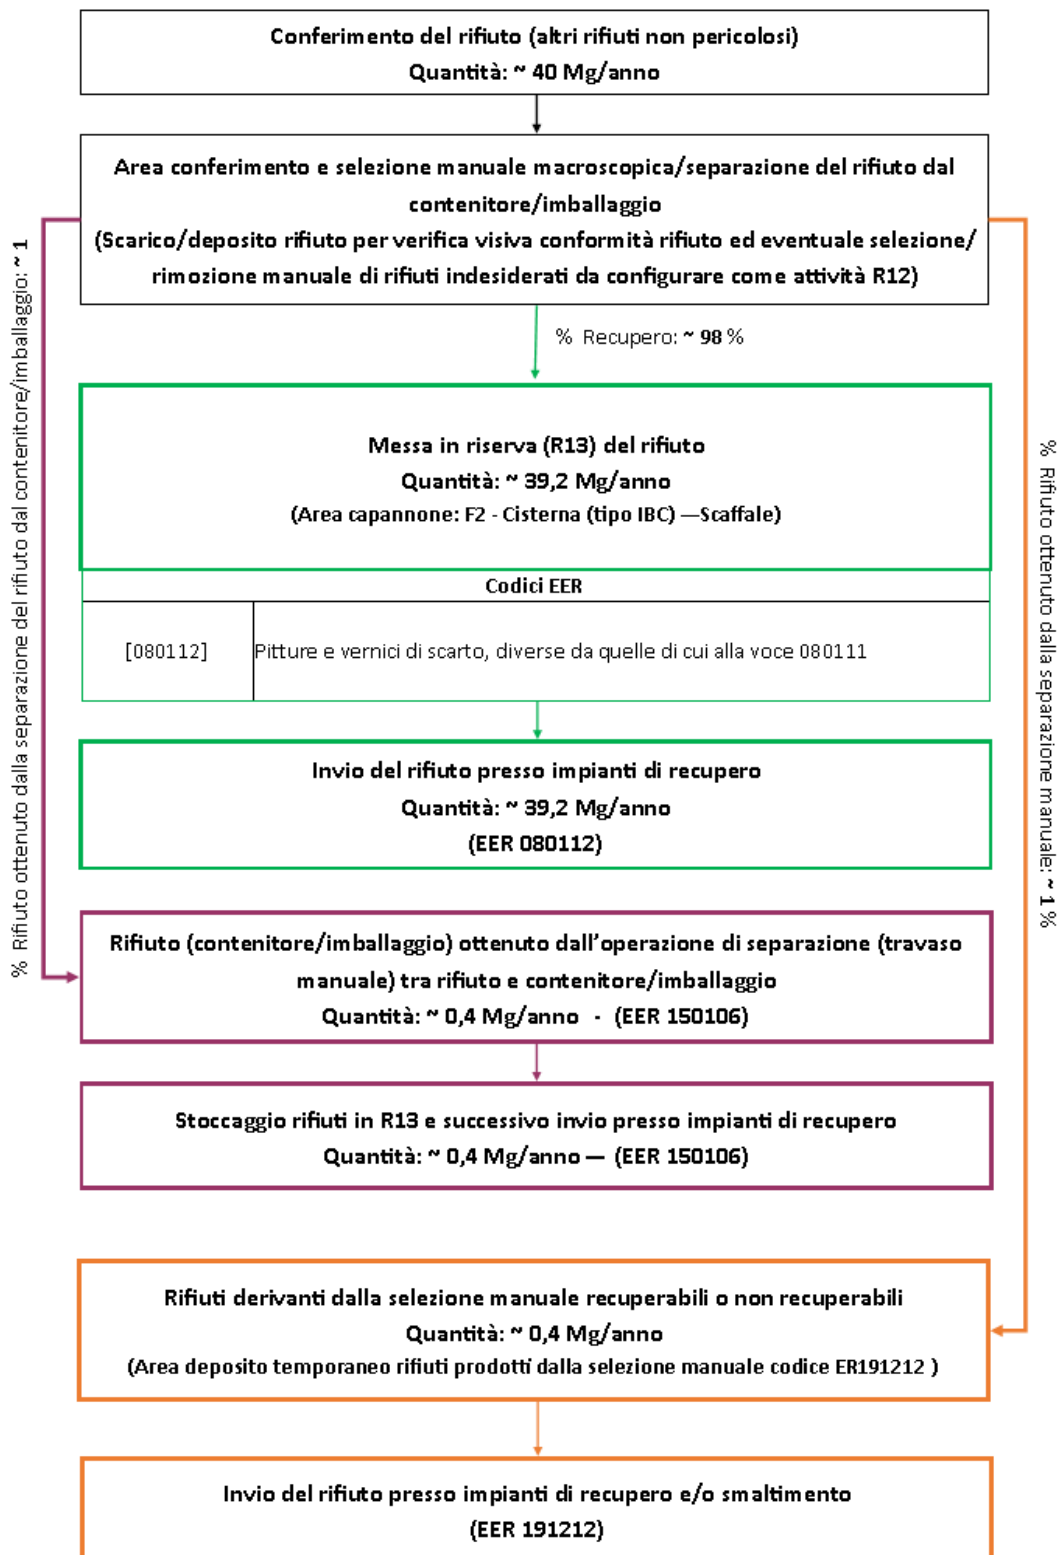 Conferimento del rifiuto (altri rifiuti non pericolosi)
Quantità: ~ 40 Mg/anno
Area conferimento e selezione manuale macroscopica/separazione del rifiuto dal
contenitore/imballaggio
(Scarico/deposito rifiuto per verifica visiva conformità rifiuto ed eventuale selezione/
rimozione manuale di rifiuti indesiderati da configurare come attività R12)
% Rifiuto ottenuto dalla separazione del rifiuto dal contenitore/imballaggio: ~ 1
% Recupero: ~ 98 %
% Rifiuto ottenuto dalla separazione manuale: ~ 1 %
Messa in riserva (R13) del rifiuto
Quantità: ~ 39,2 Mg/anno
(Area capannone: F2 - Cisterna (tipo IBC) —Scaffale)
Codici EER
[080112] Pitture e vernici di scarto, diverse da quelle di cui alla voce 080111
Invio del rifiuto presso impianti di recupero
Quantità: ~ 39,2 Mg/anno
(EER 080112)
Rifiuto (contenitore/imballaggio) ottenuto dall'operazione di separazione (travaso
manuale) tra rifiuto e contenitore/imballaggio
Quantità: ~ 0,4 Mg/anno - (EER 150106)
Stoccaggio rifiuti in R13 e successivo invio presso impianti di recupero
Quantità: ~ 0,4 Mg/anno — (EER 150106)
Rifiuti derivanti dalla selezione manuale recuperabili o non recuperabili
Quantità: ~ 0,4 Mg/anno
(Area deposito temporaneo rifiuti prodotti dalla selezione manuale codice ER191212 )
Invio del rifiuto presso impianti di recupero e/o smaltimento
(EER 191212)